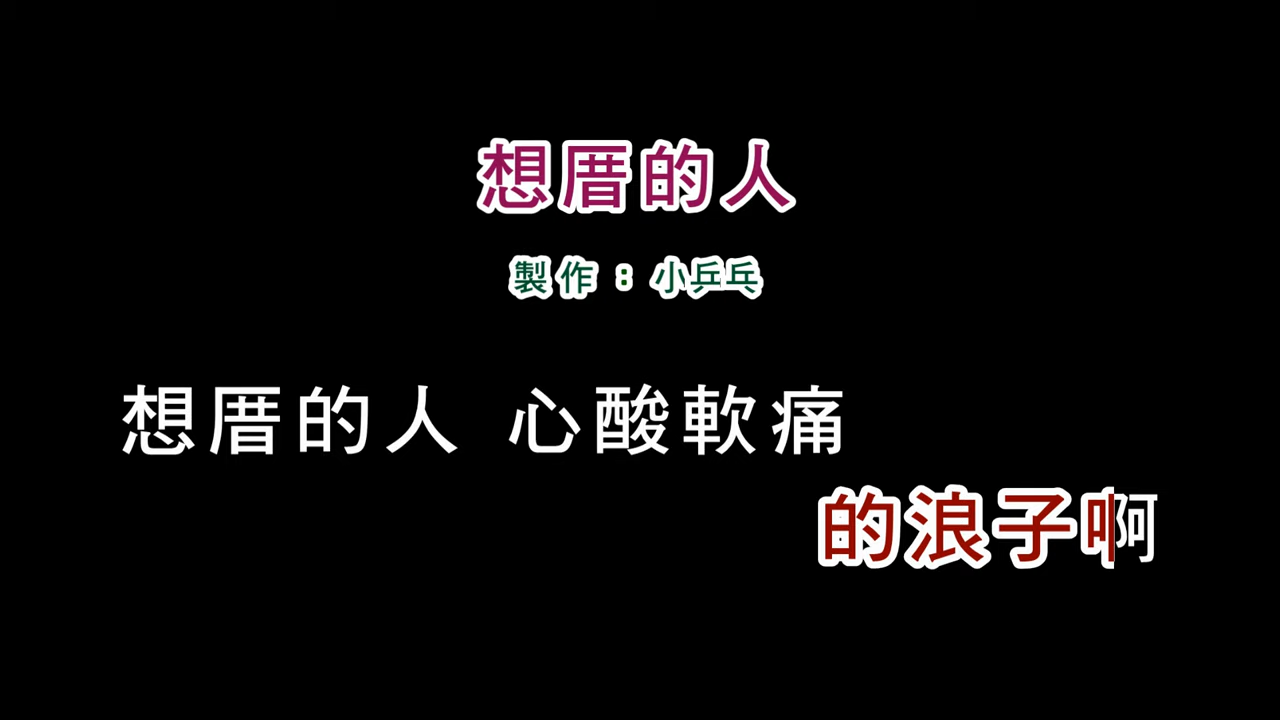 想厝的人
製作：小乒乓
想厝的人 心酸軟痛
的浪子啊